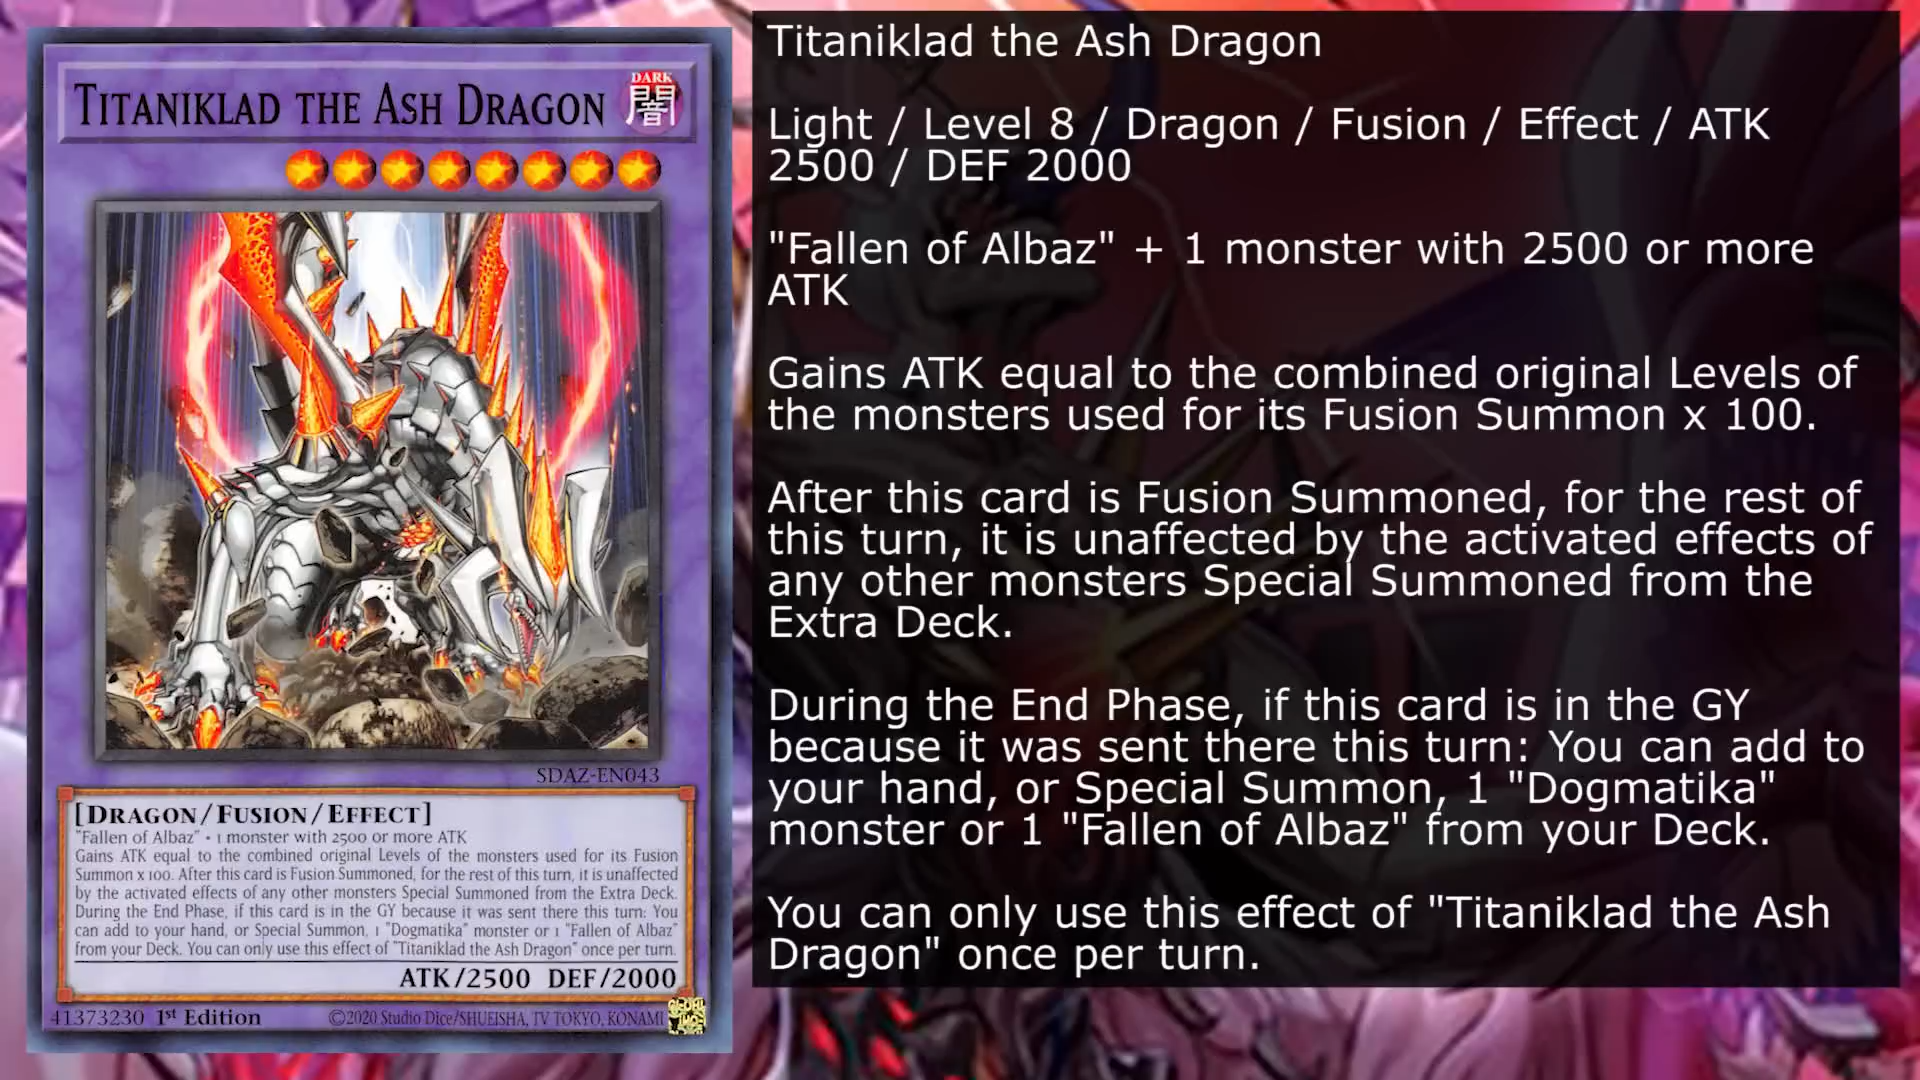 TITANIKLAD THE ASH DRAGON
DARK
闇
SDAZ-EN043
[DRAGON/FUSION/EFFECT]
"Fallen of Albaz" + 1 monster with 2500 or more ATK
Gains ATK equal to the combined original Levels of the monsters used for its Fusion
Summon x 100. After this card is Fusion Summoned, for the rest of this turn, it is unaffected
by the activated effects of any other monsters Special Summoned from the Extra Deck.
During the End Phase, if this card is in the GY because it was sent there this turn: You
can add to your hand, or Special Summon, 1 "Dogmatika" monster or 1 "Fallen of Albaz"
from your Deck. You can only use this effect of "Titaniklad the Ash Dragon" once per turn.
ATK/2500 DEF/2000
41373230 1st Edition ©2020 Studio Dice/SHUEISHA, TV TOKYO, KONAMI
Titaniklad the Ash Dragon
Light / Level 8 / Dragon / Fusion / Effect / ATK
2500 / DEF 2000
"Fallen of Albaz" + 1 monster with 2500 or more
ATK
Gains ATK equal to the combined original Levels of
the monsters used for its Fusion Summon x 100.
After this card is Fusion Summoned, for the rest of
this turn, it is unaffected by the activated effects of
any other monsters Special Summoned from the
Extra Deck.
During the End Phase, if this card is in the GY
because it was sent there this turn: You can add to
your hand, or Special Summon, 1 "Dogmatika"
monster or 1 "Fallen of Albaz" from your Deck.
You can only use this effect of "Titaniklad the Ash
Dragon" once per turn.